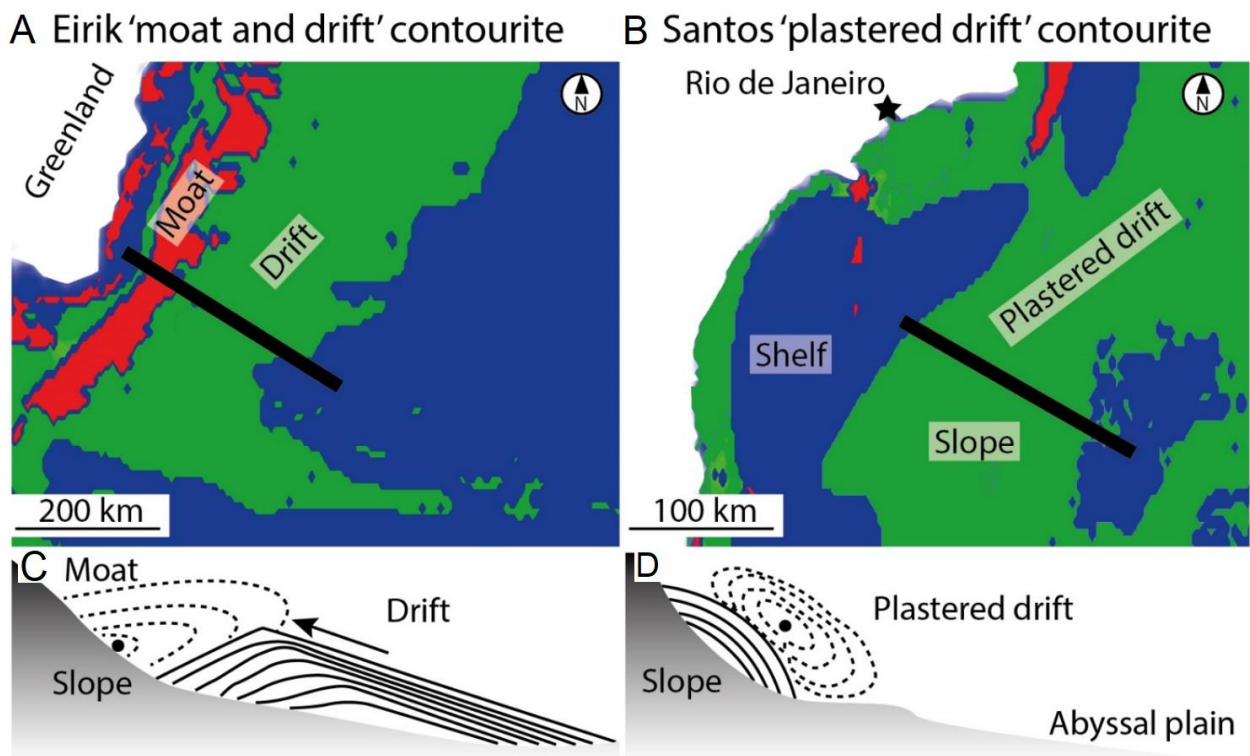 A Eirik ‘moat and drift’ contourite
B Santos ‘plastered drift’ contourite
Greenland
Moat
Drift
N
200 km
Rio de Janeiro
N
Plastered drift
Shelf
Slope
100 km
C
Moat
Drift
Slope
D
Plastered drift
Slope
Abyssal plain